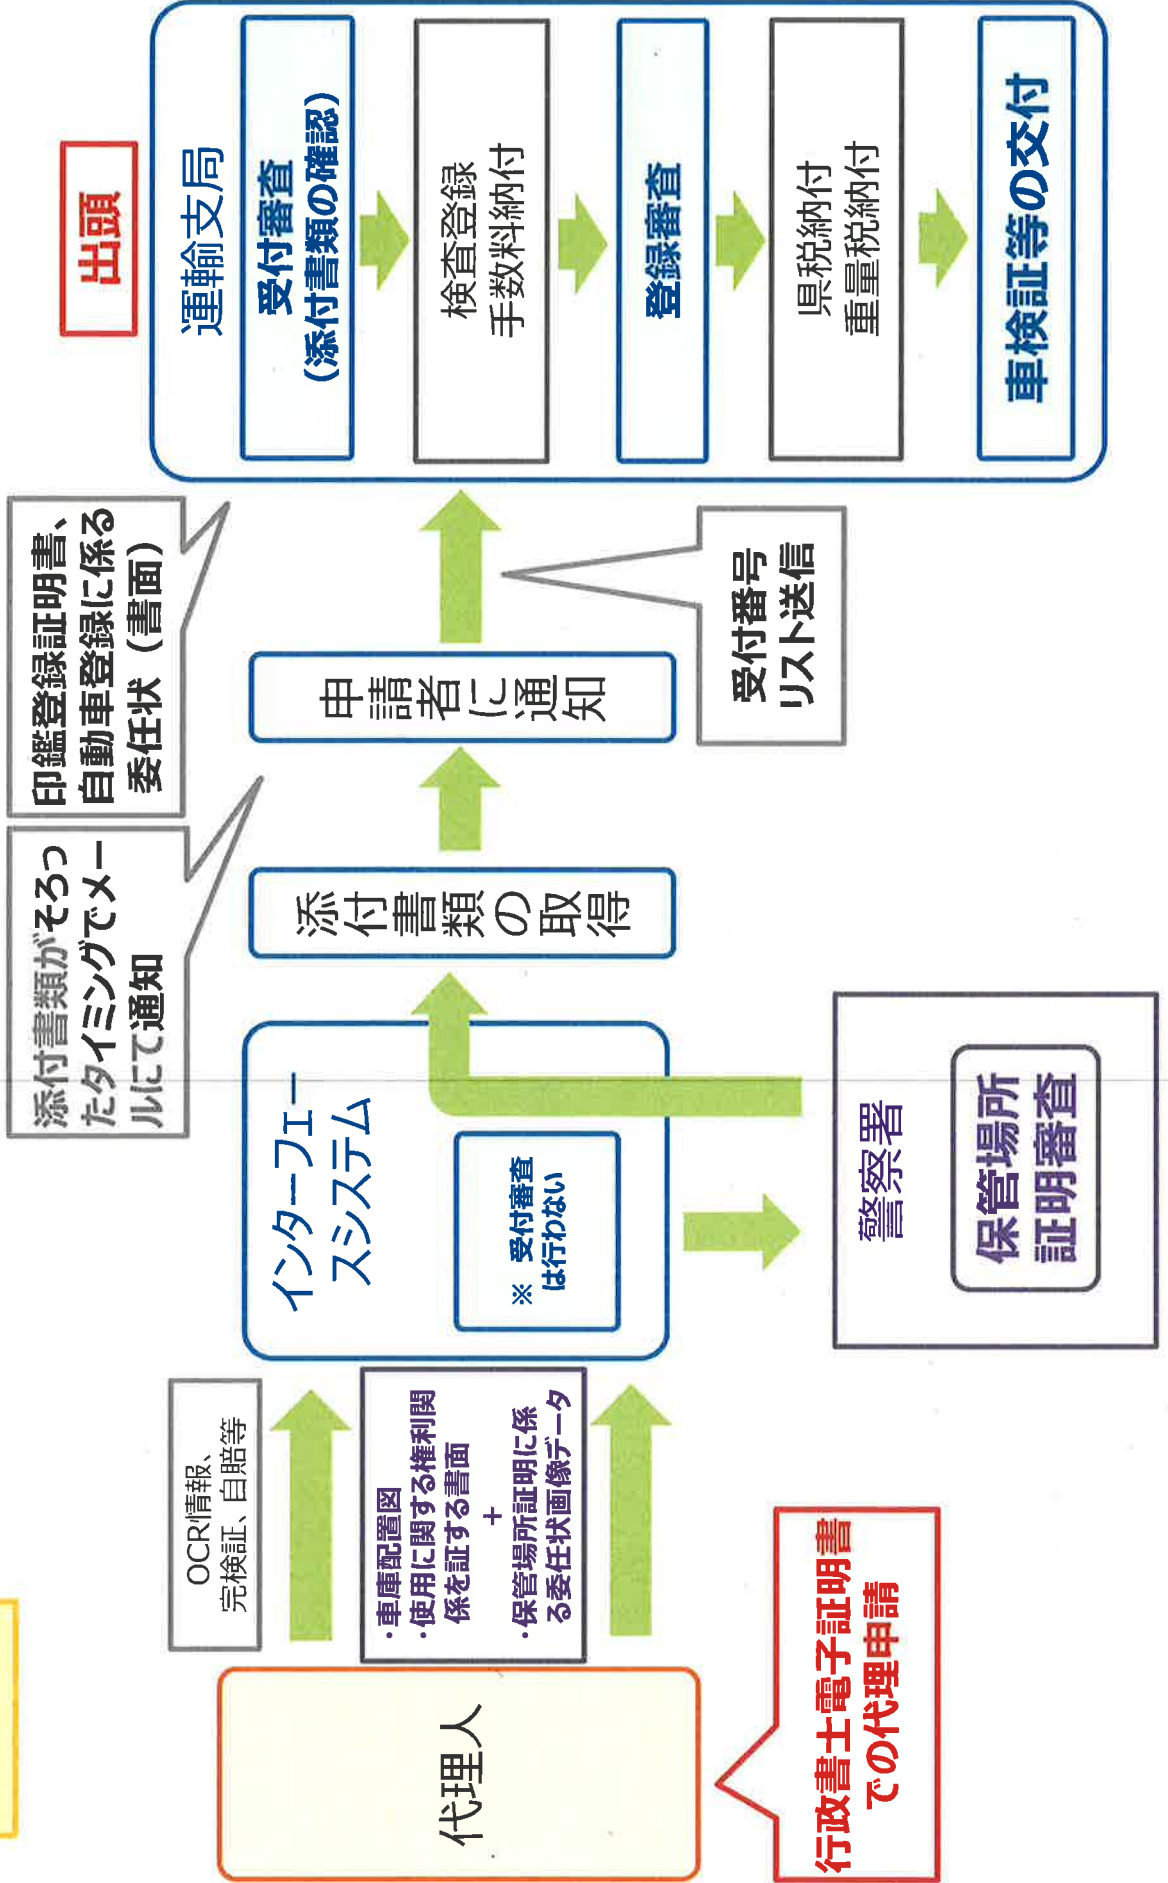 代理人
行政書士電子証明書
での代理申請
OCR情報、
完検証、自賠等
・車庫配置図
・使用に関する権利関
係を証する書面
+
・保管場所証明に係
る委任状画像データ
インターフェー
スシステム
※ 受付審査
は行わない
警察署
保管場所
証明審査
添付書類の取得
添付書類がそろっ
たタイミングでメー
ルにて通知
申請者に通知
印鑑登録証明書、
自動車登録に係る
委任状（書面）
受付番号
リスト送信
出頭
運輸支局
受付審査
（添付書類の確認）
検査登録
手数料納付
登録審査
県税納付
重量税納付
車検証等の交付